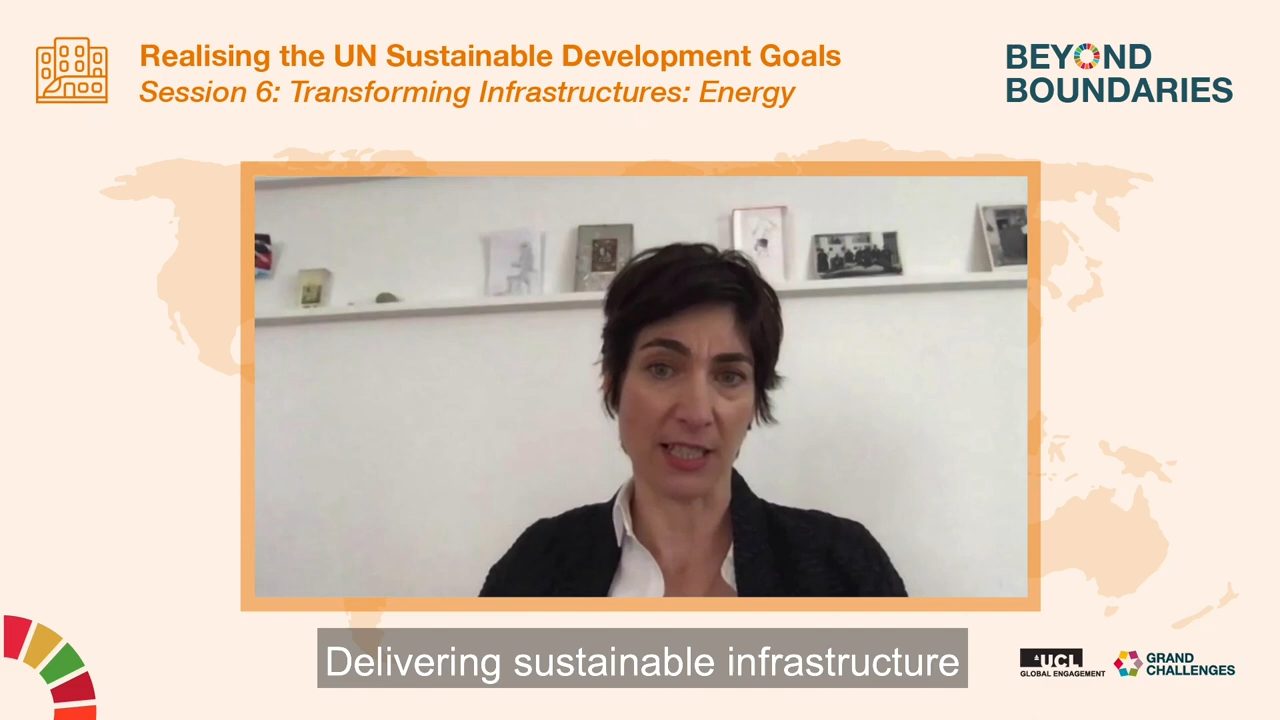 Realising the UN Sustainable Development Goals
Session 6: Transforming Infrastructures: Energy
BEYOND
BOUNDARIES
Delivering sustainable infrastructure
UCL
GLOBAL ENGAGEMENT
GRAND
CHALLENGES